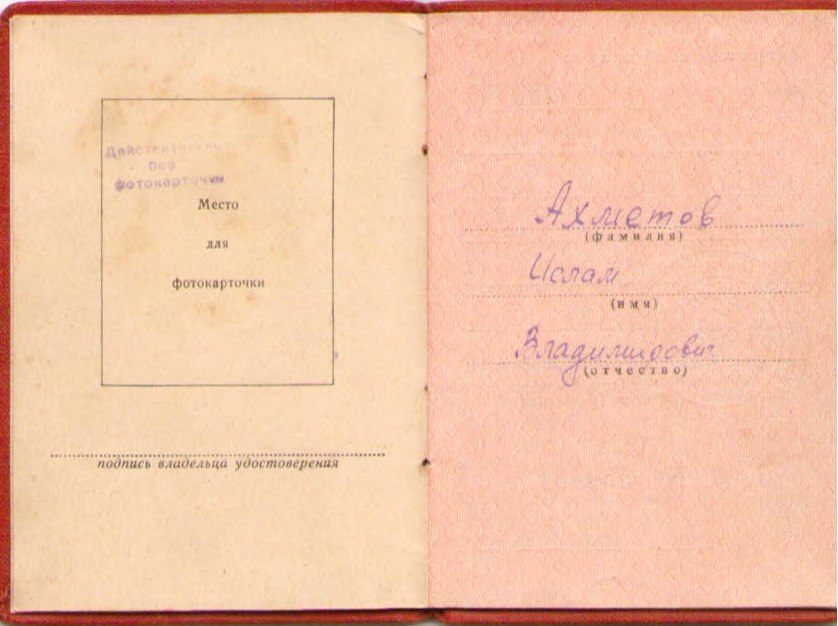 Действительно
без
фотокарточки
Место
для
фотокарточки
подпись владельца удостоверения
Ахметов
(фамилия)
Ислам
(имя)
Владимирович
(отчество)